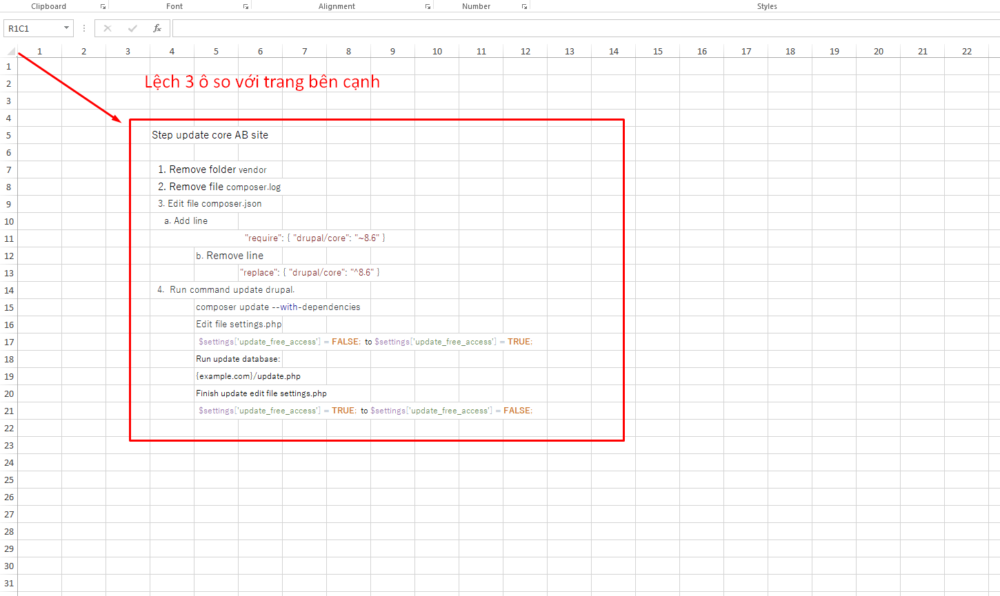 Clipboard Font Alignment Number Styles
R1C1 fx
1 2 3 4 5 6 7 8 9 10 11 12 13 14 15 16 17 18 19 20 21 22
1
2 Lệch 3 ô so với trang bên cạnh
3
4
5 Step update core AB site
6
7 1. Remove folder vendor
8 2. Remove file composer.log
9 3. Edit file composer.json
10 a. Add line
11 "require": { "drupal/core": "~8.6" }
12 b. Remove line
13 "replace": { "drupal/core": "^8.6" }
14 4. Run command update drupal.
15 composer update --with-dependencies
16 Edit file settings.php
17 $settings['update_free_access'] = FALSE; to $settings['update_free_access'] = TRUE;
18 Run update database:
19 {example.com}/update.php
20 Finish update edit file settings.php
21 $settings['update_free_access'] = TRUE; to $settings['update_free_access'] = FALSE;
22
23
24
25
26
27
28
29
30
31